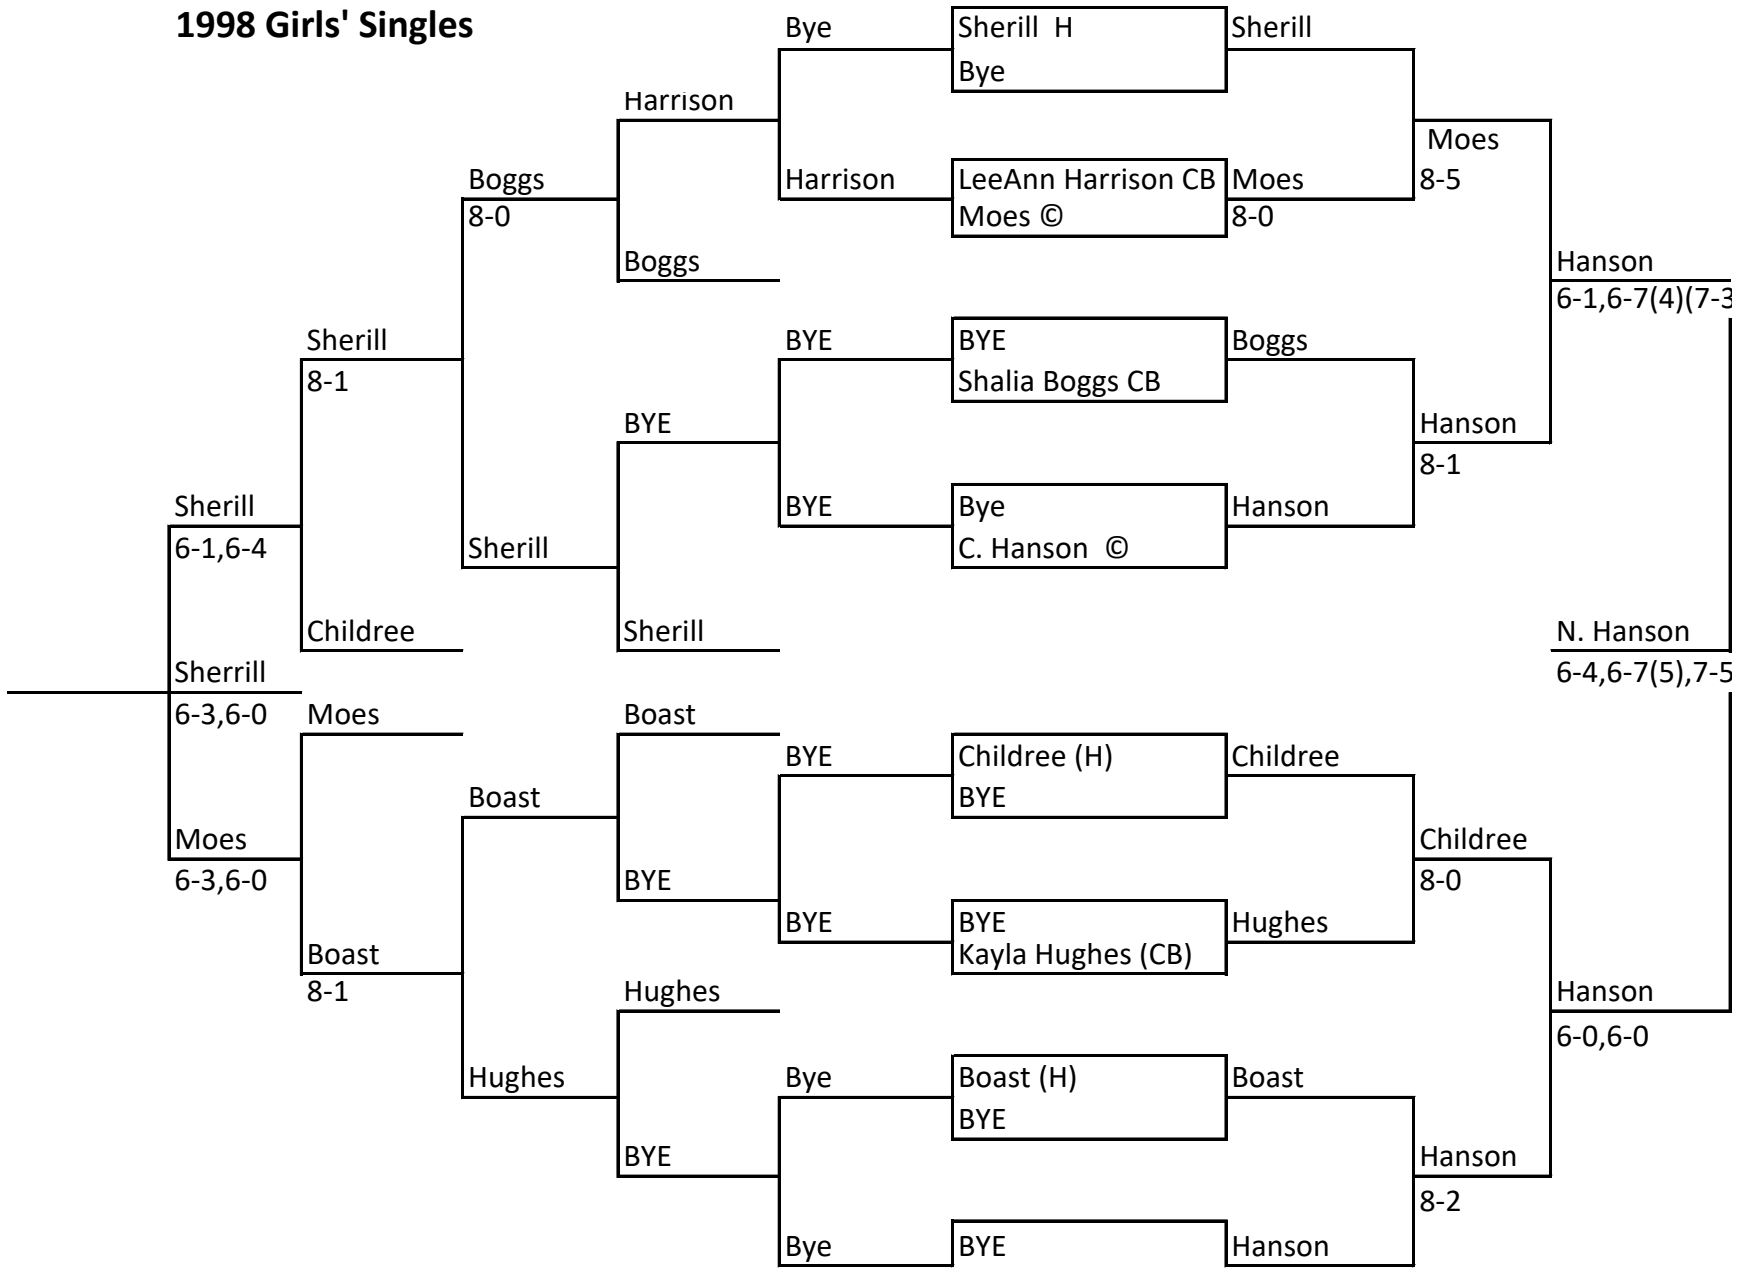 1998 Girls' Singles
Bye
Sherill H
Sherill
Bye
Harrison
Moes
Boggs
Harrison
LeeAnn Harrison CB
Moes
8-5
8-0
Moes ©
8-0
Boggs
Hanson
6-1,6-7(4)(7-3
Sherill
BYE
BYE
Boggs
8-1
Shalia Boggs CB
BYE
Hanson
8-1
Sherill
BYE
Bye
Hanson
6-1,6-4
Sherill
C. Hanson ©
Childree
Sherill
N. Hanson
Sherrill
6-4,6-7(5),7-5
6-3,6-0
Moes
Boast
BYE
Childree (H)
Childree
Boast
BYE
Moes
Childree
6-3,6-0
BYE
8-0
BYE
BYE
Hughes
Boast
Kayla Hughes (CB)
8-1
Hughes
Hanson
6-0,6-0
Hughes
Bye
Boast (H)
Boast
BYE
BYE
Hanson
8-2
Bye
BYE
Hanson